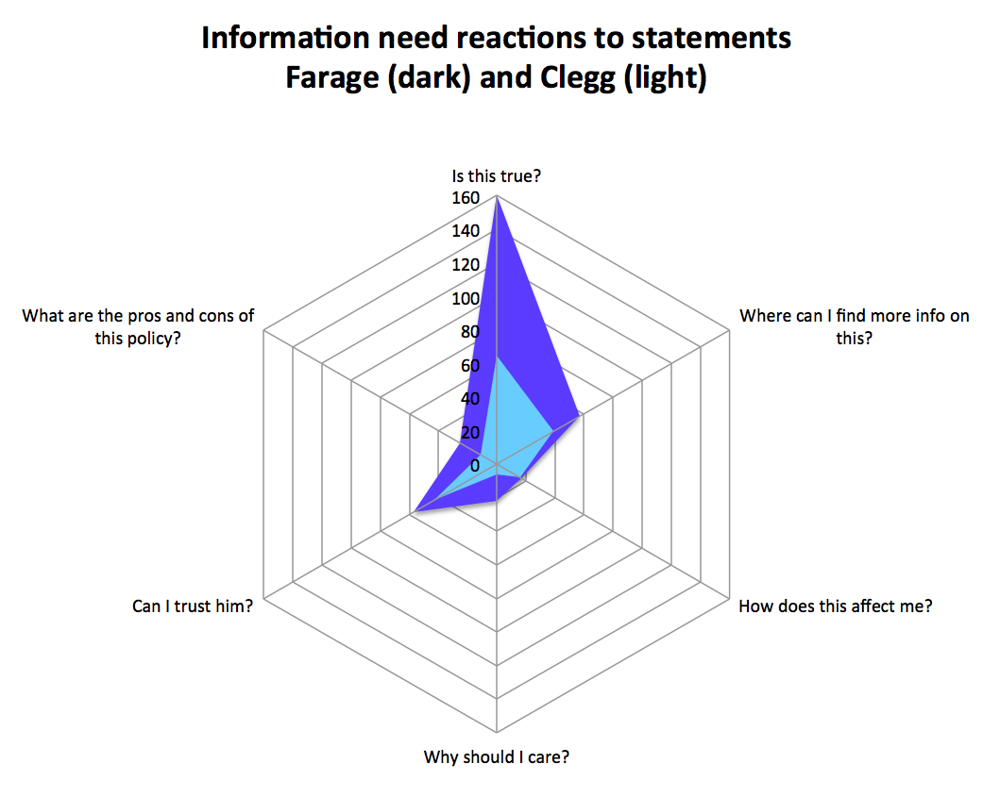 Information need reactions to statements
Farage (dark) and Clegg (light)
Is this true?
160
140
120
100
80
60
40
20
0
What are the pros and cons of
this policy?
Where can I find more info on
this?
Can I trust him?
How does this affect me?
Why should I care?